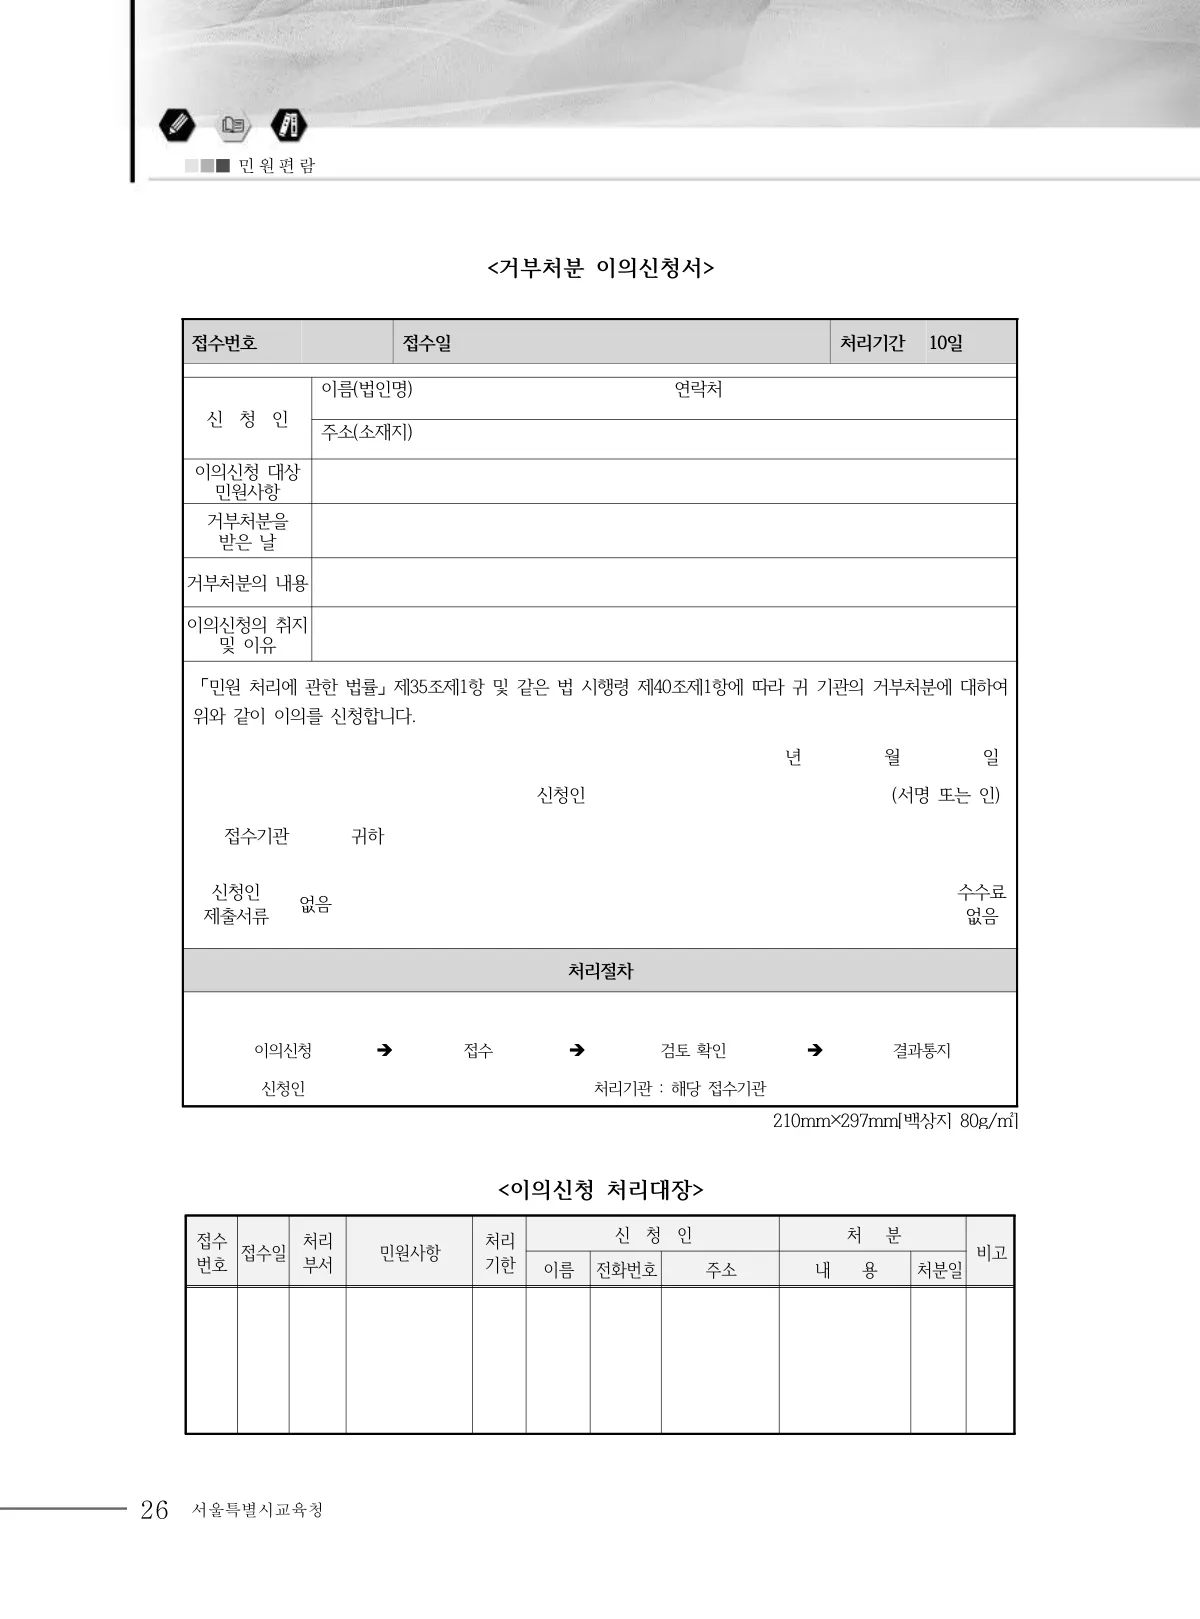 민원편람
<거부처분 이의신청서>
접수번호 접수일 처리기간 10일
신 청 인
이름(법인명) 연락처
주소(소재지)
이의신청 대상
민원사항
거부처분을
받은 날
거부처분의 내용
이의신청의 취지
및 이유
「민원 처리에 관한 법률」제35조제1항 및 같은 법 시행령 제40조제1항에 따라 귀 기관의 거부처분에 대하여
위와 같이 이의를 신청합니다.
년 월 일
신청인 (서명 또는 인)
접수기관 귀하
신청인
제출서류
없음
수수료
없음
처리절차
이의신청 ➔ 접수 ➔ 검토 확인 ➔ 결과통지
신청인 처리기관 : 해당 접수기관
210mm×297mm[백상지 80g/㎡]
<이의신청 처리대장>
접수
번호
접수일
처리
부서
민원사항
처리
기한
신 청 인
이름 전화번호 주소
처 분
내 용 처분일
비고
26 서울특별시교육청